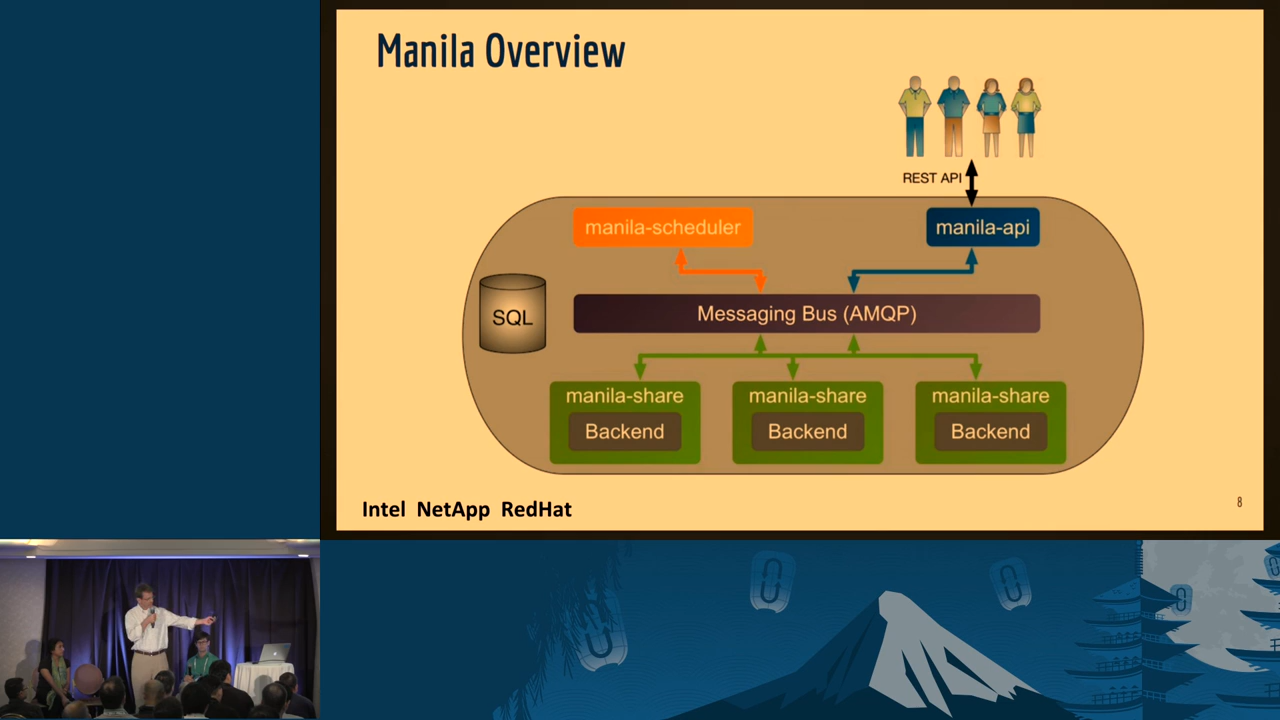 Manila Overview
REST API
manila-scheduler
manila-api
SQL
Messaging Bus (AMQP)
manila-share
Backend
manila-share
Backend
manila-share
Backend
Intel NetApp RedHat
8